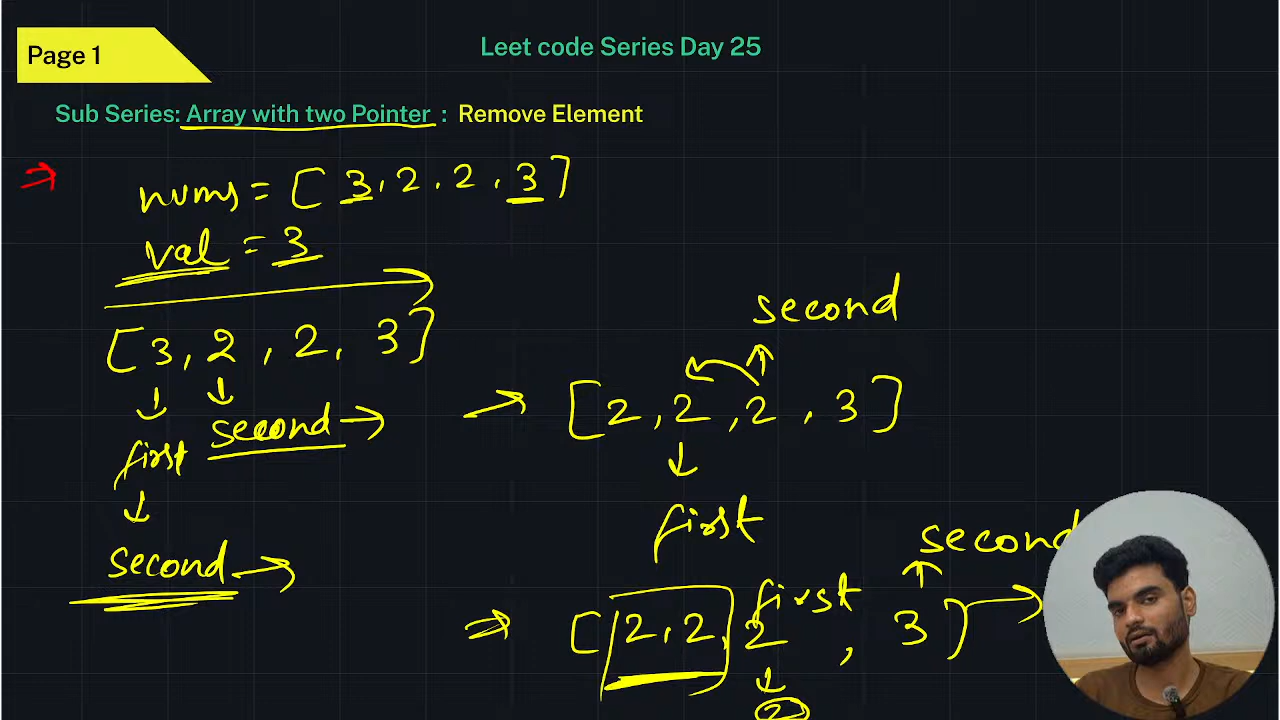 Page 1
Leet code Series Day 25
Sub Series: Array with two Pointer : Remove Element
⇒ nums = [3, 2, 2, 3]
val = 3
[3, 2, 2, 3]
↓ ↓
first second →
↓
second →
second
↑
→ [2, 2, 2, 3]
↓
first
second
first ↑
⇒ [2, 2, 2, 3] →
↓
2